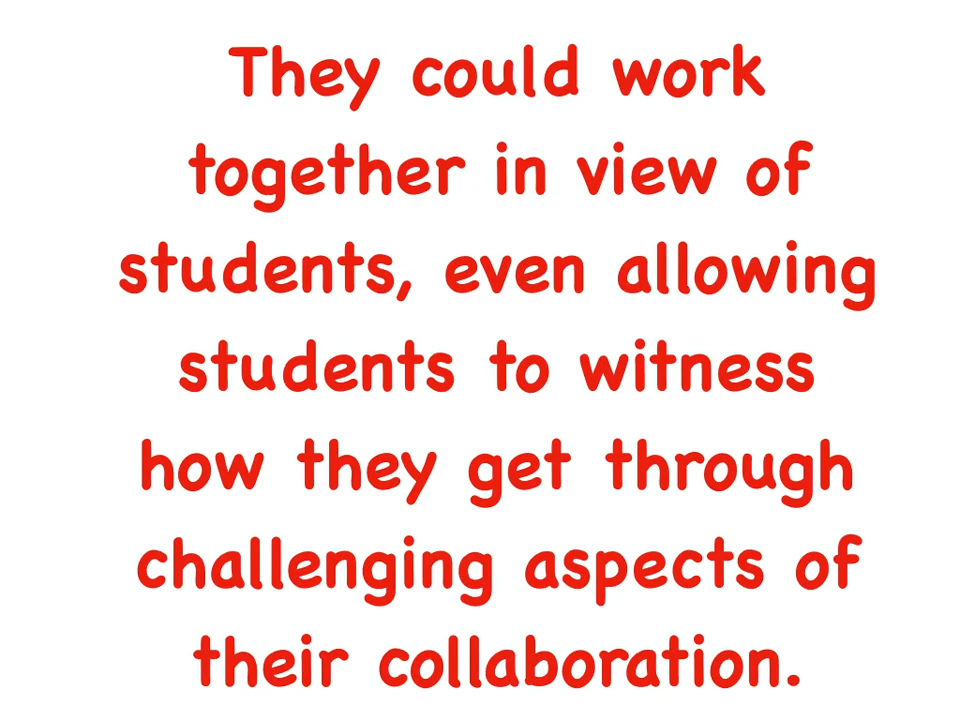 They could work
together in view of
students, even allowing
students to witness
how they get through
challenging aspects of
their collaboration.